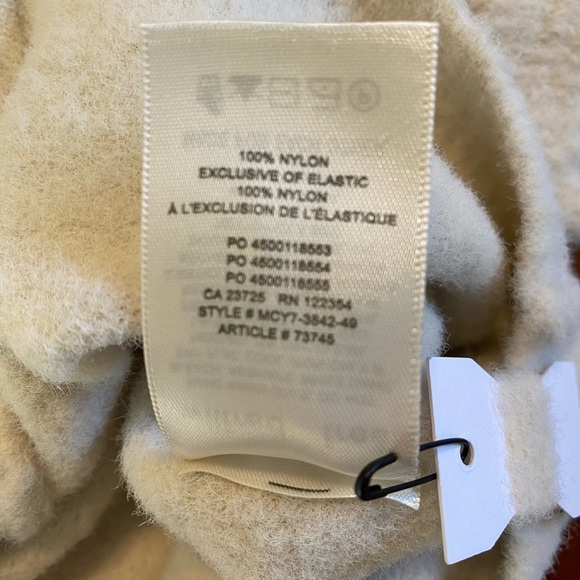 100% NYLON
EXCLUSIVE OF ELASTIC
100% NYLON
À L'EXCLUSION DE L'ÉLASTIQUE
PO 4500118553
PO 4500118554
PO 4500118555
CA 23725 RN 122354
STYLE # MCY7-3842-49
ARTICLE # 73745